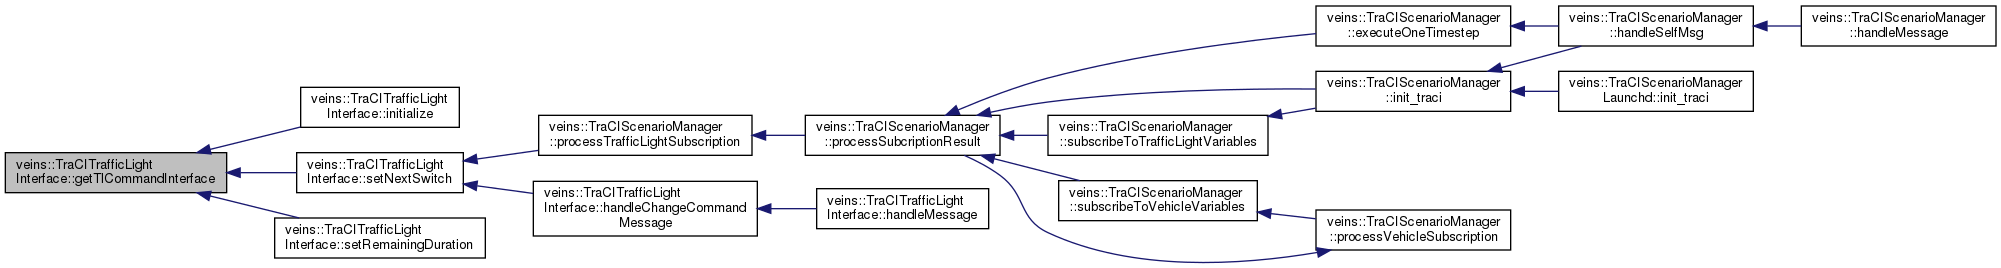 veins::TraCITrafficLight
Interface::getTlCommandInterface
veins::TraCITrafficLight
Interface::initialize
veins::TraCITrafficLight
Interface::setNextSwitch
veins::TraCITrafficLight
Interface::setRemainingDuration
veins::TraCIScenarioManager
::processTrafficLightSubscription
veins::TraCITrafficLight
Interface::handleChangeCommand
Message
veins::TraCIScenarioManager
::processSubcriptionResult
veins::TraCITrafficLight
Interface::handleMessage
veins::TraCIScenarioManager
::subscribeToTrafficLightVariables
veins::TraCIScenarioManager
::subscribeToVehicleVariables
veins::TraCIScenarioManager
::executeOneTimestep
veins::TraCIScenarioManager
::init_traci
veins::TraCIScenarioManager
::processVehicleSubscription
veins::TraCIScenarioManager
::handleSelfMsg
veins::TraCIScenarioManager
Launchd::init_traci
veins::TraCIScenarioManager
::handleMessage